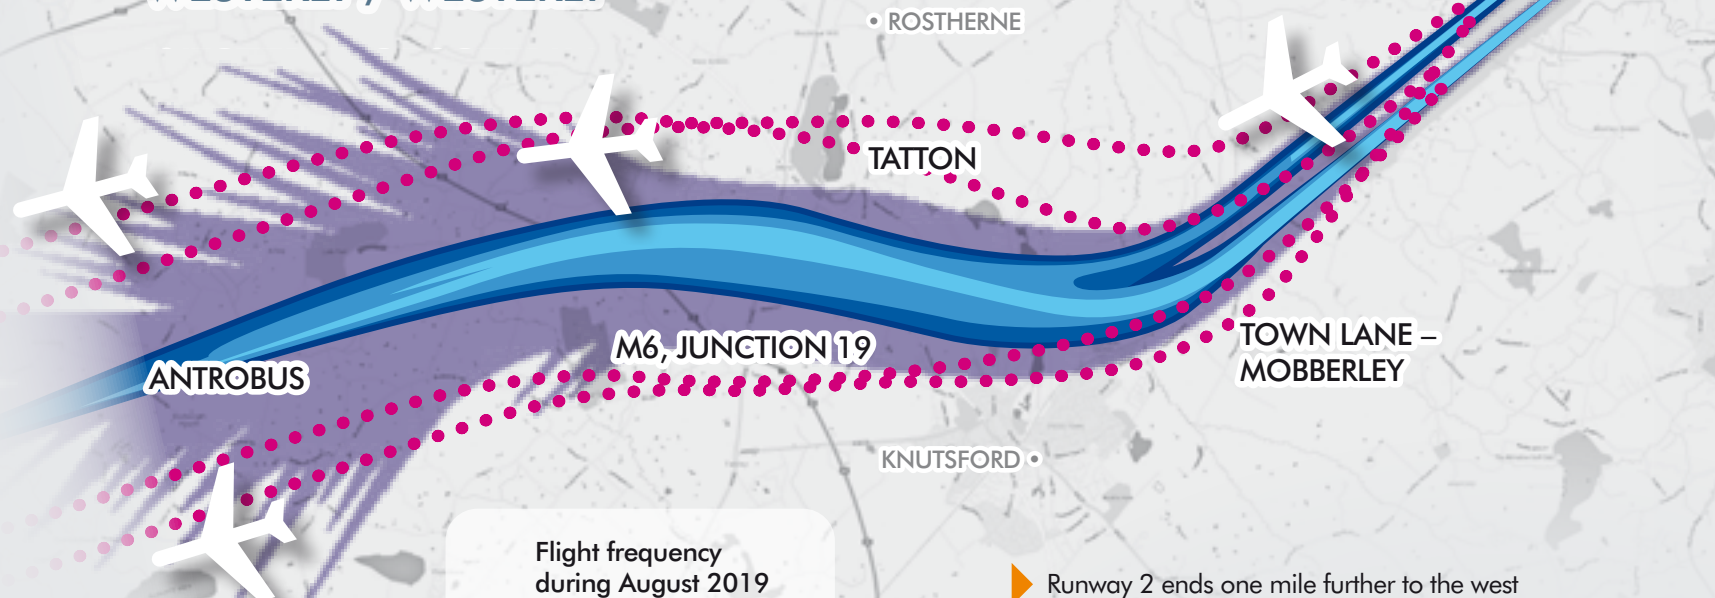 • ROSTHERNE
TATTON
M6, JUNCTION 19
TOWN LANE –
MOBBERLEY
ANTROBUS
KNUTSFORD •
Flight frequency
during August 2019
Runway 2 ends one mile further to the west